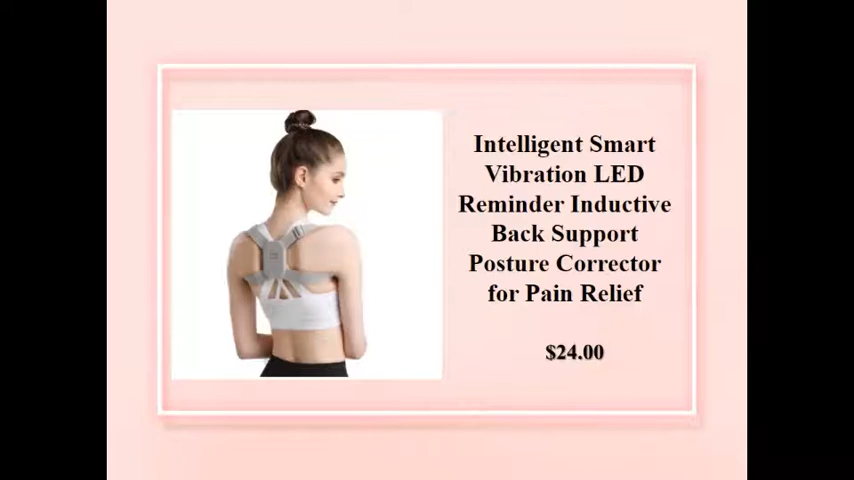 Intelligent Smart
Vibration LED
Reminder Inductive
Back Support
Posture Corrector
for Pain Relief
$24.00